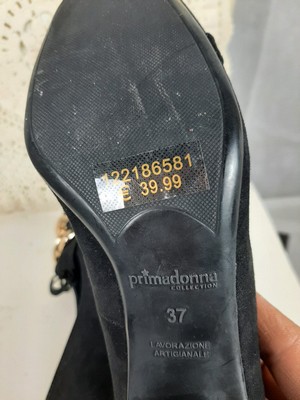 122186581
€ 39.99
primadonna
COLLECTION
37
LAVORAZIONE
ARTIGIANALE